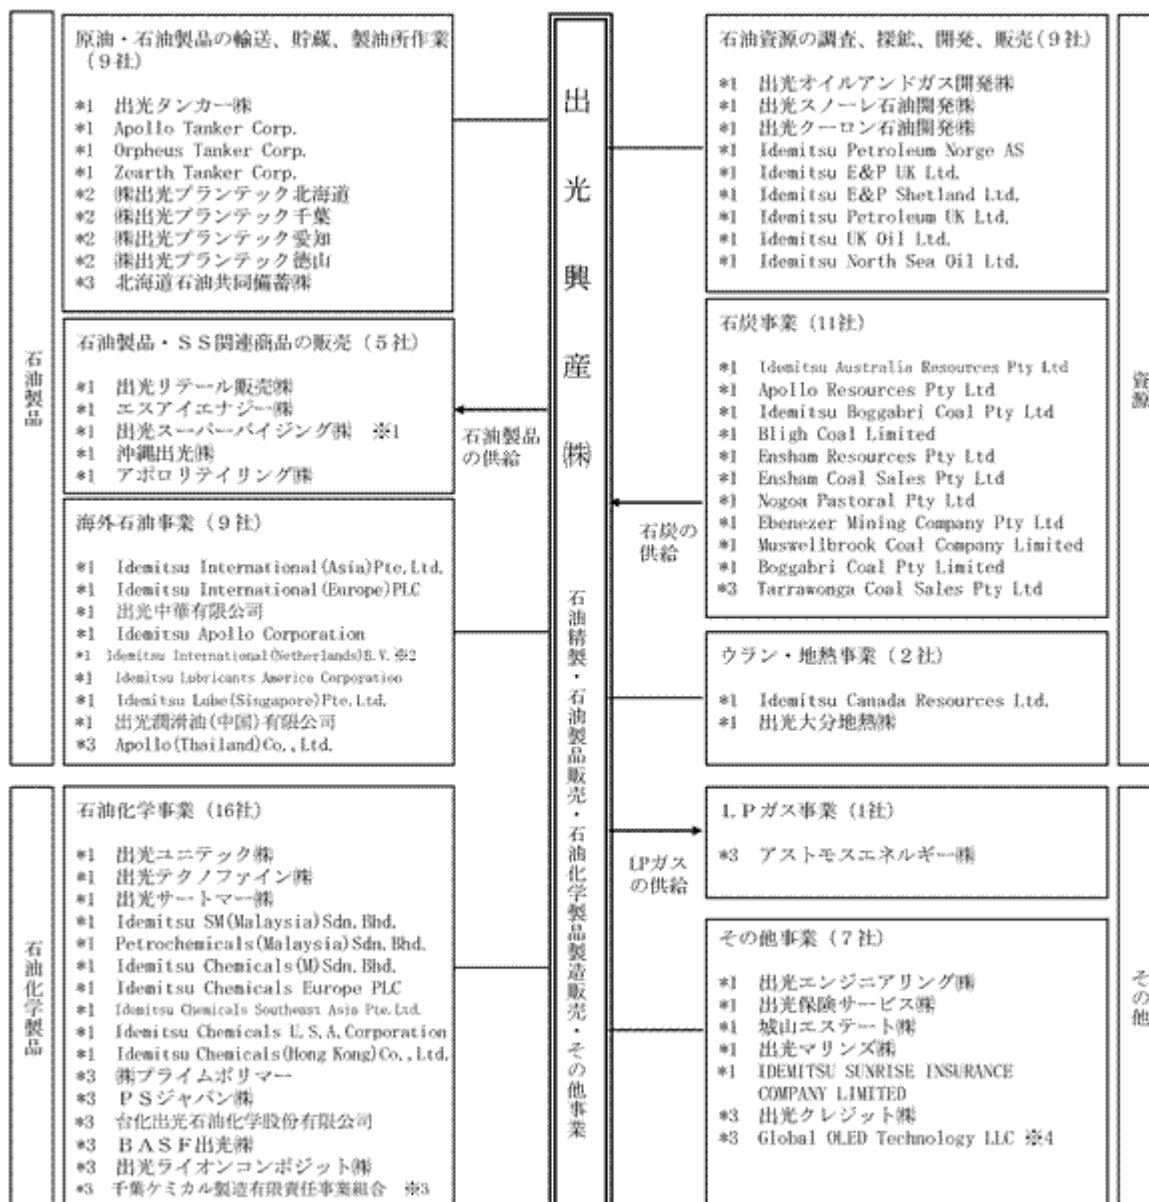 石油製品
原油・石油製品の輸送、貯蔵、製油所作業
(9社)
*1 出光タンカー㈱
*1 Apollo Tanker Corp.
*1 Orpheus Tanker Corp.
*1 Zearth Tanker Corp.
*2 ㈱出光プランテック北海道
*2 ㈱出光プランテック千葉
*2 ㈱出光プランテック愛知
*2 ㈱出光プランテック徳山
*3 北海道石油共同備蓄㈱
石油製品・SS関連商品の販売(5社)
*1 出光リテール販売㈱
*1 エスアイエナジー㈱
*1 出光スーパーバイジング㈱ ※1
*1 沖縄出光㈱
*1 アポロリテイリング㈱
石油製品
の供給
海外石油事業(9社)
*1 Idemitsu International(Asia)Pte.Ltd.
*1 Idemitsu International(Europe)PLC
*1 出光中華有限公司
*1 Idemitsu Apollo Corporation
*1 Idemitsu International(Netherlands)B.V.※2
*1 Idemitsu Lubricants America Corporation
*1 Idemitsu Lube(Singapore)Pte.Ltd.
*1 出光潤滑油(中国)有限公司
*3 Apollo(Thailand)Co.,Ltd.
石油化学製品
石油化学事業(16社)
*1 出光ユニテック㈱
*1 出光テクノファイン㈱
*1 出光サートマー㈱
*1 Idemitsu SM(Malaysia)Sdn.Bhd.
*1 Petrochemicals(Malaysia)Sdn.Bhd.
*1 Idemitsu Chemicals(M)Sdn.Bhd.
*1 Idemitsu Chemicals Europe PLC
*1 Idemitsu Chemicals Southeast Asia Pte.Ltd.
*1 Idemitsu Chemicals U.S.A.Corporation
*1 Idemitsu Chemicals(Hong Kong)Co.,Ltd.
*3 ㈱プライムポリマー
*3 PSジャパン㈱
*3 台化出光石油化学股份有限公司
*3 BASF出光㈱
*3 出光ライオンコンポジット㈱
*3 千葉ケミカル製造有限責任事業組合 ※3
出光興産㈱
石油精製・石油製品販売・石油化学製品製造販売・その他事業
資源
石油資源の調査、採鉱、開発、販売(9社)
*1 出光オイルアンドガス開発㈱
*1 出光スノーレ石油開発㈱
*1 出光クーロン石油開発㈱
*1 Idemitsu Petroleum Norge AS
*1 Idemitsu E&P UK Ltd.
*1 Idemitsu E&P Shetland Ltd.
*1 Idemitsu Petroleum UK Ltd.
*1 Idemitsu UK Oil Ltd.
*1 Idemitsu North Sea Oil Ltd.
石炭事業(11社)
*1 Idemitsu Australia Resources Pty Ltd
*1 Apollo Resources Pty Ltd
*1 Idemitsu Boggabri Coal Pty Ltd
*1 Bligh Coal Limited
*1 Ensham Resources Pty Ltd
*1 Ensham Coal Sales Pty Ltd
*1 Nogoa Pastoral Pty Ltd
*1 Ebenezer Mining Company Pty Ltd
*1 Muswellbrook Coal Company Limited
*1 Boggabri Coal Pty Limited
*3 Tarrawonga Coal Sales Pty Ltd
石炭の
供給
ウラン・地熱事業(2社)
*1 Idemitsu Canada Resources Ltd.
*1 出光大分地熱㈱
その他
LPガス事業(1社)
*3 アストモスエネルギー㈱
LPガス
の供給
その他事業(7社)
*1 出光エンジニアリング㈱
*1 出光保険サービス㈱
*1 城山エステート㈱
*1 出光マリンズ㈱
*1 IDEMITSU SUNRISE INSURANCE
COMPANY LIMITED
*3 出光クレジット㈱
*3 Global OLED Technology LLC ※4